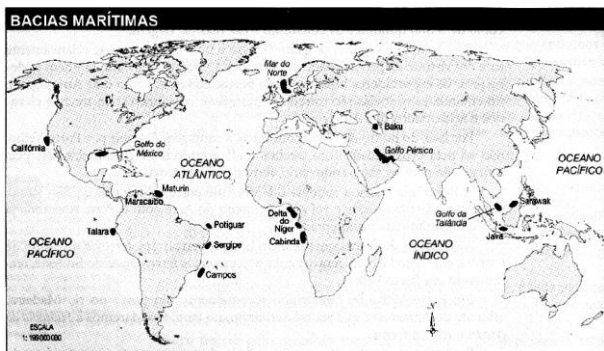 BACIAS MARÍTIMAS
Mar do
Norte
Baku
Golfo Pérsico
Califórnia
Golfo do
México
OCEANO
ATLÂNTICO
OCEANO
PACÍFICO
Maturin
Maracaibo
Delta
do
Níger
Cabinda
Golfo da
Tailândia
Sarawak
Java
Talara
Potiguar
Sergipe
Campos
OCEANO
PACÍFICO
OCEANO
ÍNDICO
ESCALA